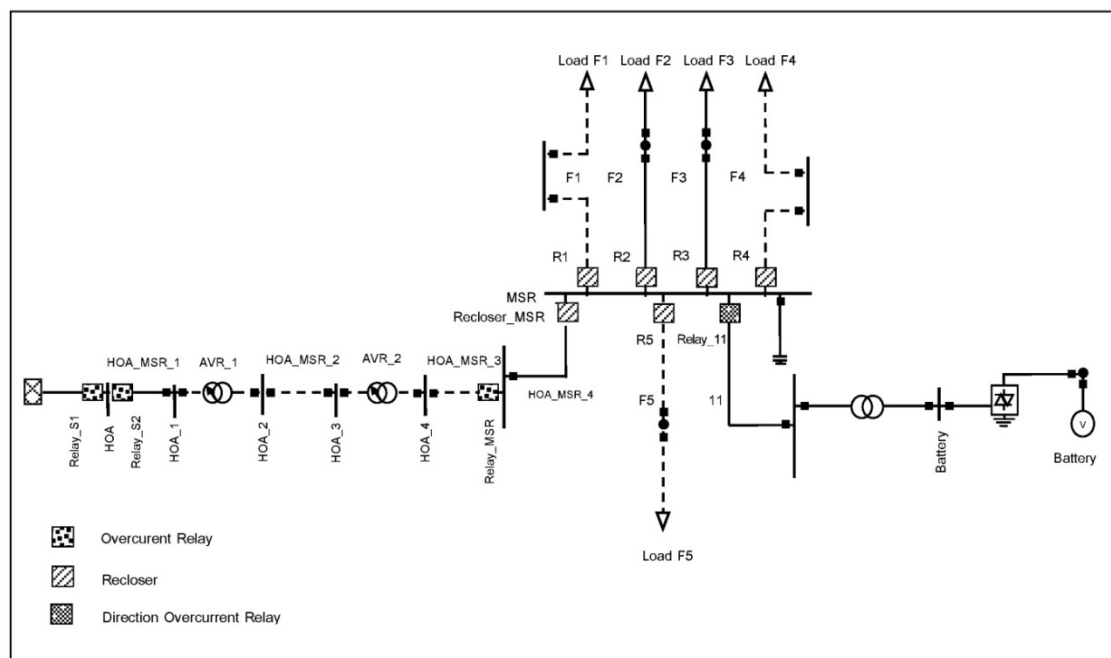 Load F1 Load F2 Load F3 Load F4
F1 F2 F3 F4
R1 R2 R3 R4
MSR
Recloser_MSR
R5 Relay_11
HOA_MSR_1 AVR_1 HOA_MSR_2 AVR_2 HOA_MSR_3
HOA_MSR_4
F5 11
Relay_S1
HOA
Relay_S2
HOA_1
HOA_2
HOA_3
HOA_4
Relay_MSR
Battery
V
Battery
Load F5
Overcurent Relay
Recloser
Direction Overcurrent Relay